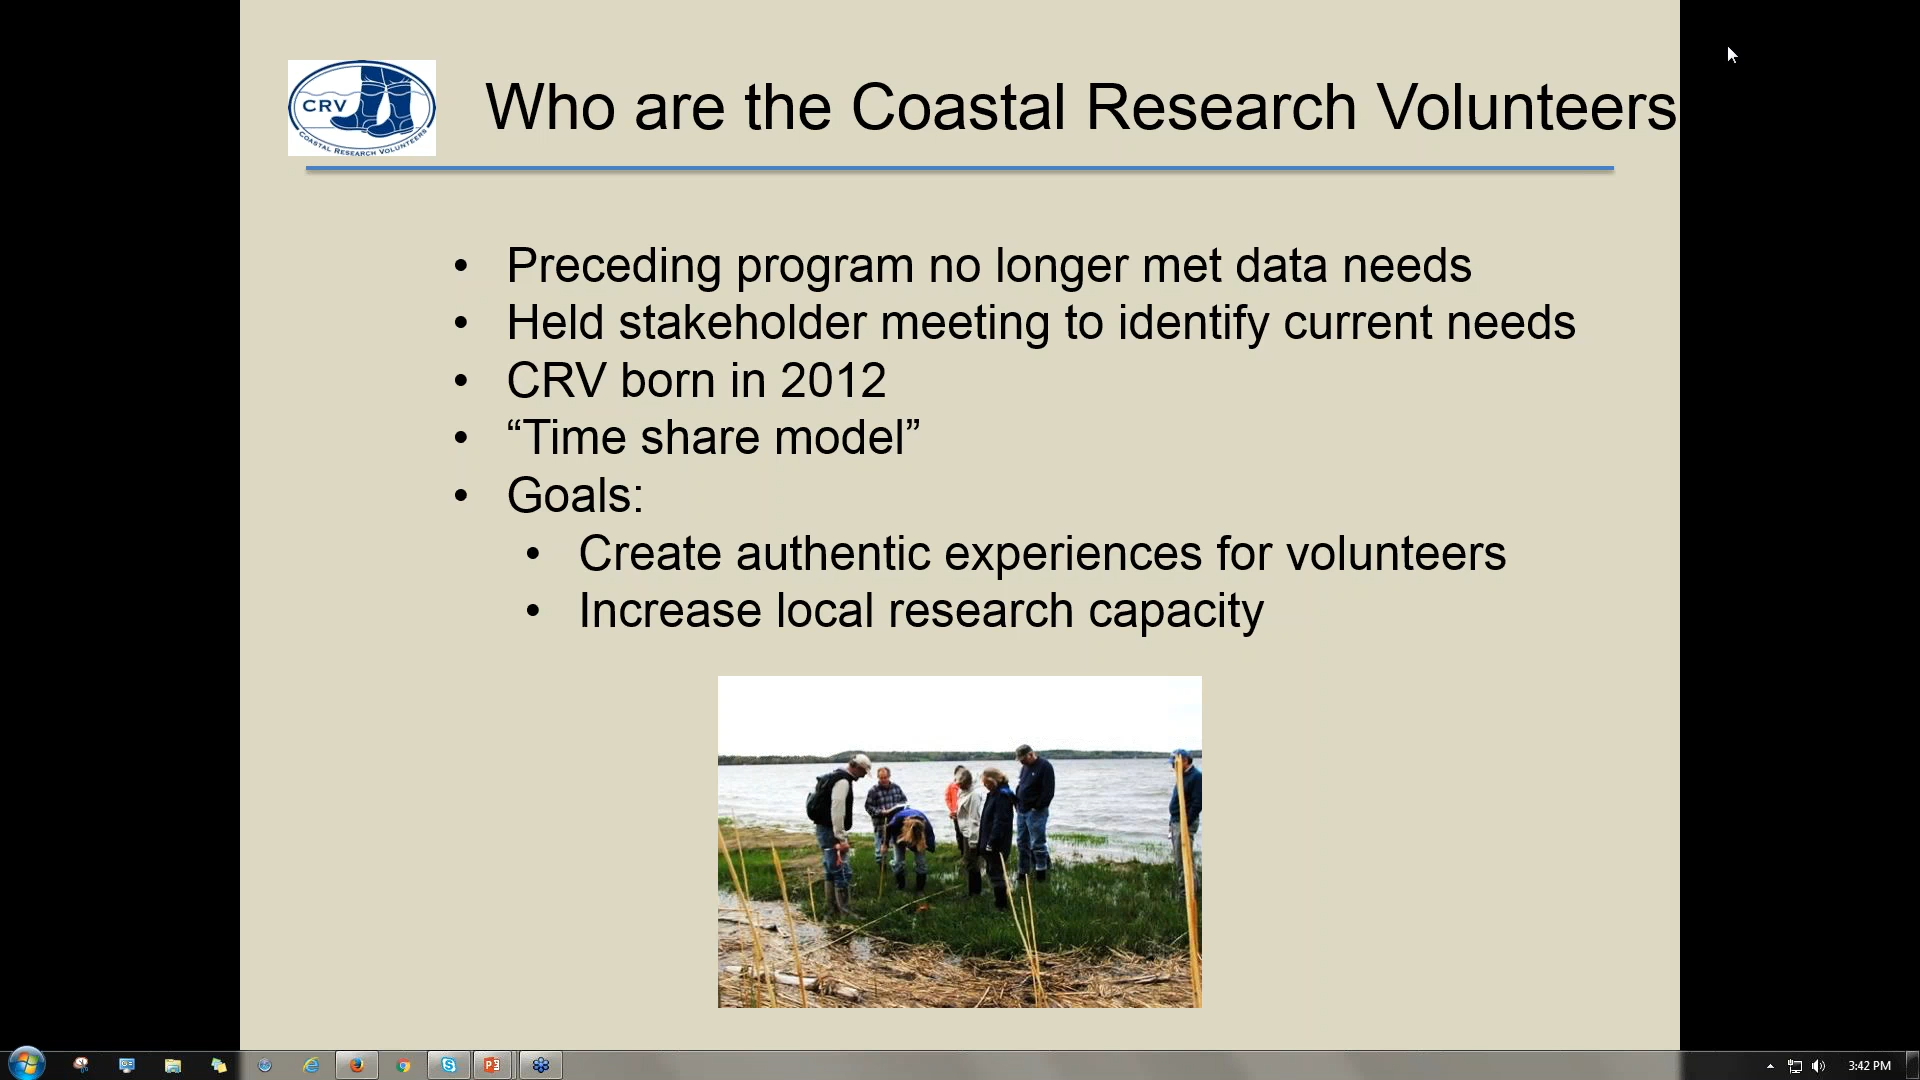 CRV
COASTAL RESEARCH VOLUNTEERS
Who are the Coastal Research Volunteers
• Preceding program no longer met data needs
• Held stakeholder meeting to identify current needs
• CRV born in 2012
• “Time share model”
• Goals:
• Create authentic experiences for volunteers
• Increase local research capacity
3:42 PM